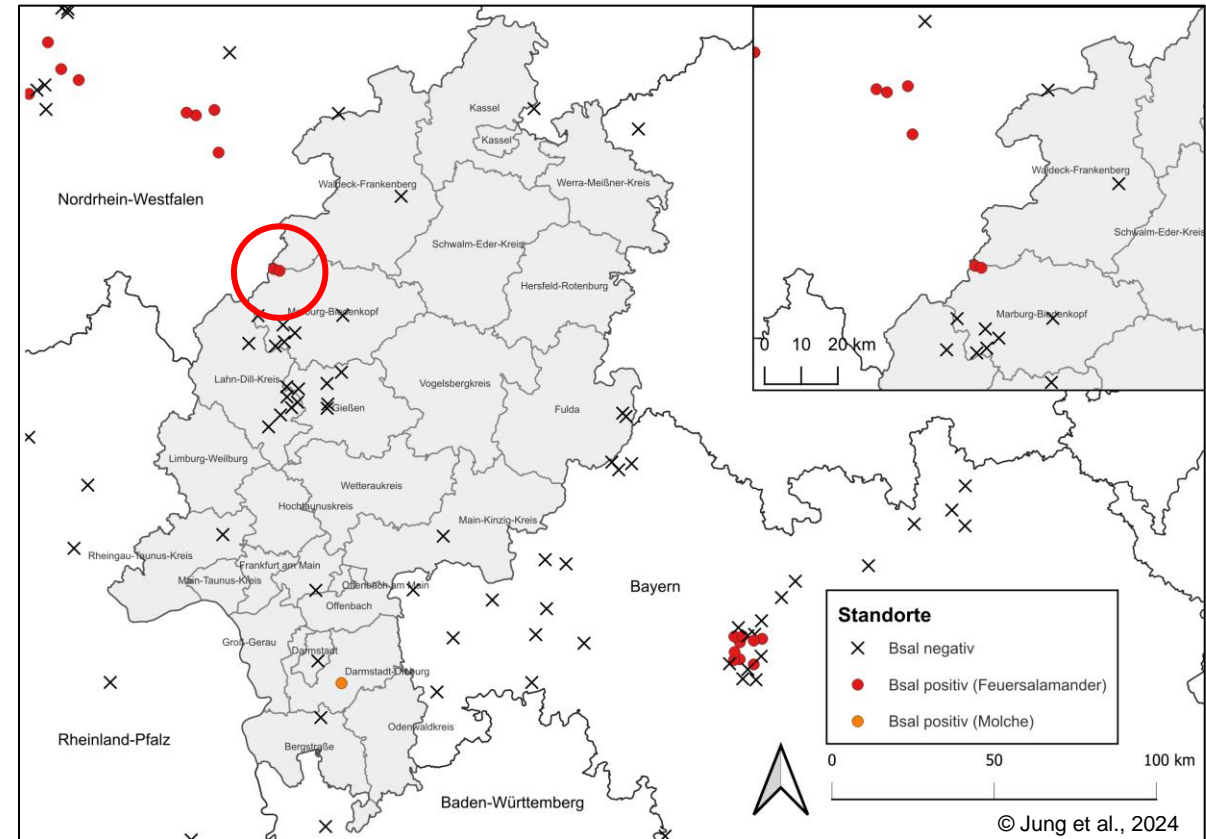 Kassel
Kassel
Waldeck-Frankenberg
Werra-Meißner-Kreis
Nordrhein-Westfalen
Schwalm-Eder-Kreis
Hersfeld-Rotenburg
Marburg-Biedenkopf
Lahn-Dill-Kreis
Vogelsbergkreis
Gießen
Fulda
Limburg-Weilburg
Wetteraukreis
Hochtaunuskreis
Main-Kinzig-Kreis
Rheingau-Taunus-Kreis
Frankfurt am Main
Main-Taunus-Kreis
Offenbach am Main
Offenbach
Bayern
Groß-Gerau
Darmstadt
Darmstadt-Dieburg
Odenwaldkreis
Rheinland-Pfalz
Bergstraße
Baden-Württemberg
Waldeck-Frankenberg
Schwalm-Eder-Kreis
Marburg-Biedenkopf
0 10 20 km
Standorte
Bsal negativ
Bsal positiv (Feuersalamander)
Bsal positiv (Molche)
0 50 100 km
© Jung et al., 2024